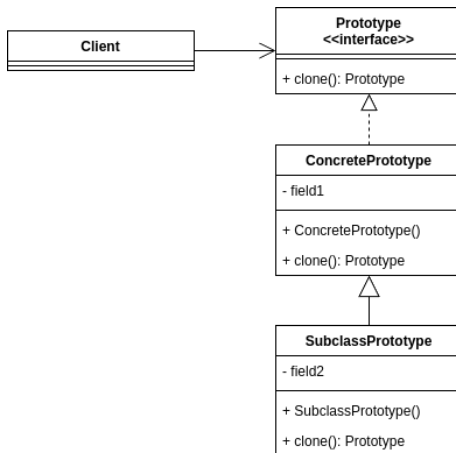 Client
Prototype
<<interface>>
+ clone(): Prototype
ConcretePrototype
- field1
+ ConcretePrototype()
+ clone(): Prototype
SubclassPrototype
- field2
+ SubclassPrototype()
+ clone(): Prototype